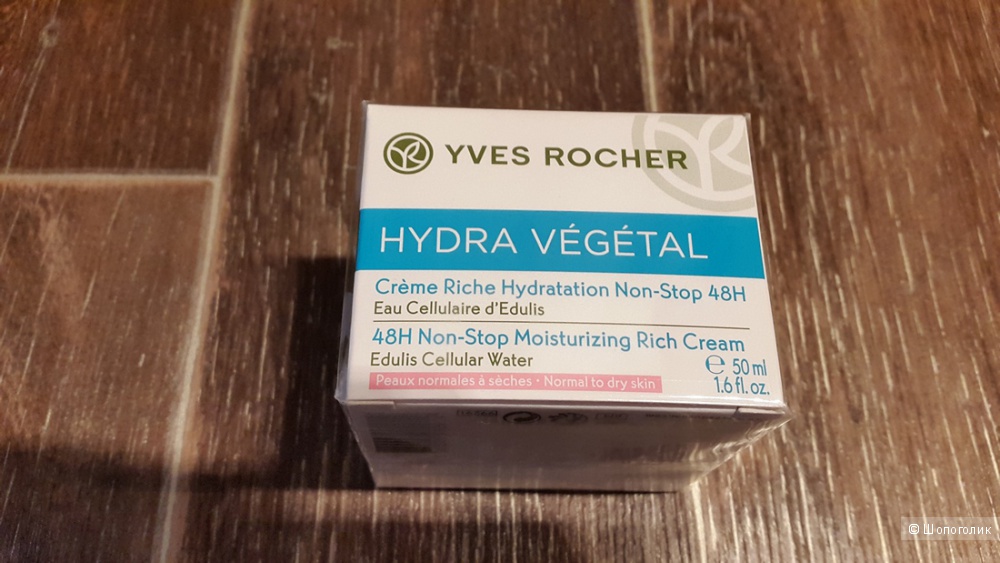 YVES ROCHER
HYDRA VÉGÉTAL
Crème Riche Hydratation Non-Stop 48H
Eau Cellulaire d'Edulis
48H Non-Stop Moisturizing Rich Cream
Edulis Cellular Water
℮ 50 ml
Peaux normales à sèches • Normal to dry skin
1.6 fl. oz.
© Шопоголик